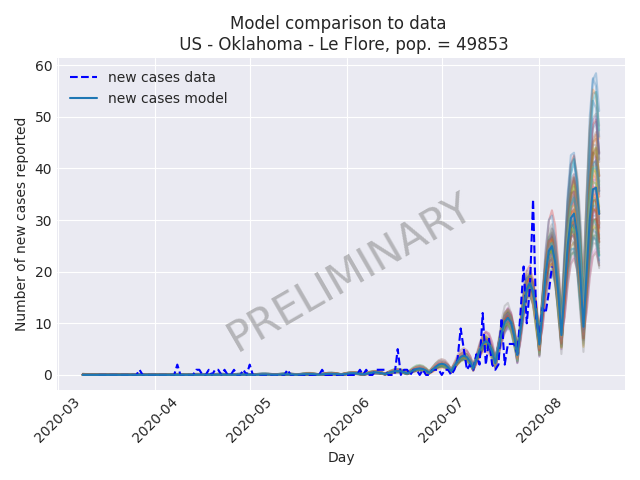 Model comparison to data
US - Oklahoma - Le Flore, pop. = 49853
60
50
40
30
20
10
0
Number of new cases reported
new cases data
new cases model
PRELIMINARY
2020-03
2020-04
2020-05
2020-06
2020-07
2020-08
Day